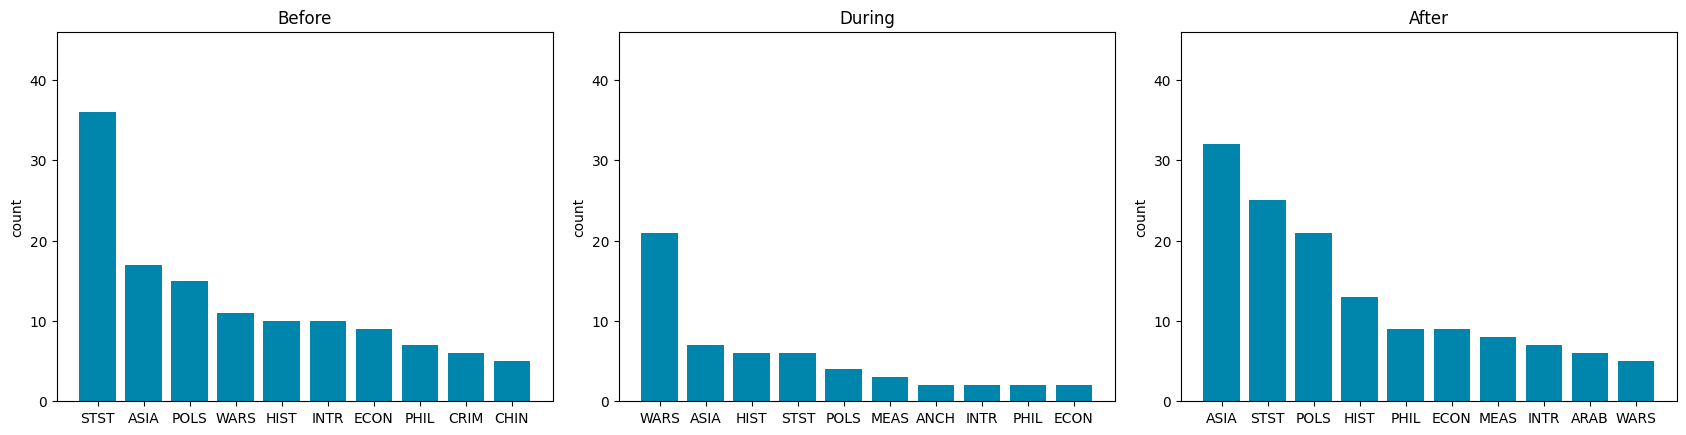 Before
40
30
20
10
0
count
STST ASIA POLS WARS HIST INTR ECON PHIL CRIM CHIN
During
40
30
20
10
0
count
WARS ASIA HIST STST POLS MEAS ANCH INTR PHIL ECON
After
40
30
20
10
0
count
ASIA STST POLS HIST PHIL ECON MEAS INTR ARAB WARS